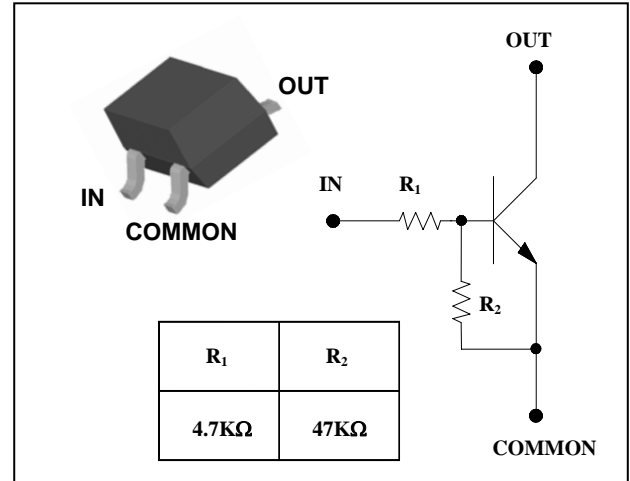 OUT
OUT
IN
R₁
IN
COMMON
R₂
R₁ R₂
4.7KΩ 47KΩ
COMMON